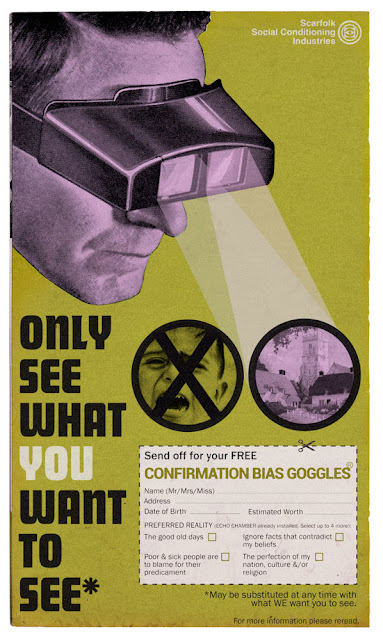 Scarfolk
Social Conditioning
Industries
ONLY
SEE
WHAT
YOU
WANT
TO
SEE*
Send off for your FREE
CONFIRMATION BIAS GOGGLES®
Name (Mr/Mrs/Miss)
Address
Date of Birth Estimated Worth
PREFERRED REALITY (ECHO CHAMBER already installed. Select up to 4 more):
The good old days
Ignore facts that contradict
my beliefs
Poor & sick people are
to blame for their
predicament
The perfection of my
nation, culture &/or
religion
*May be substituted at any time with
what WE want you to see.
For more information please reread.